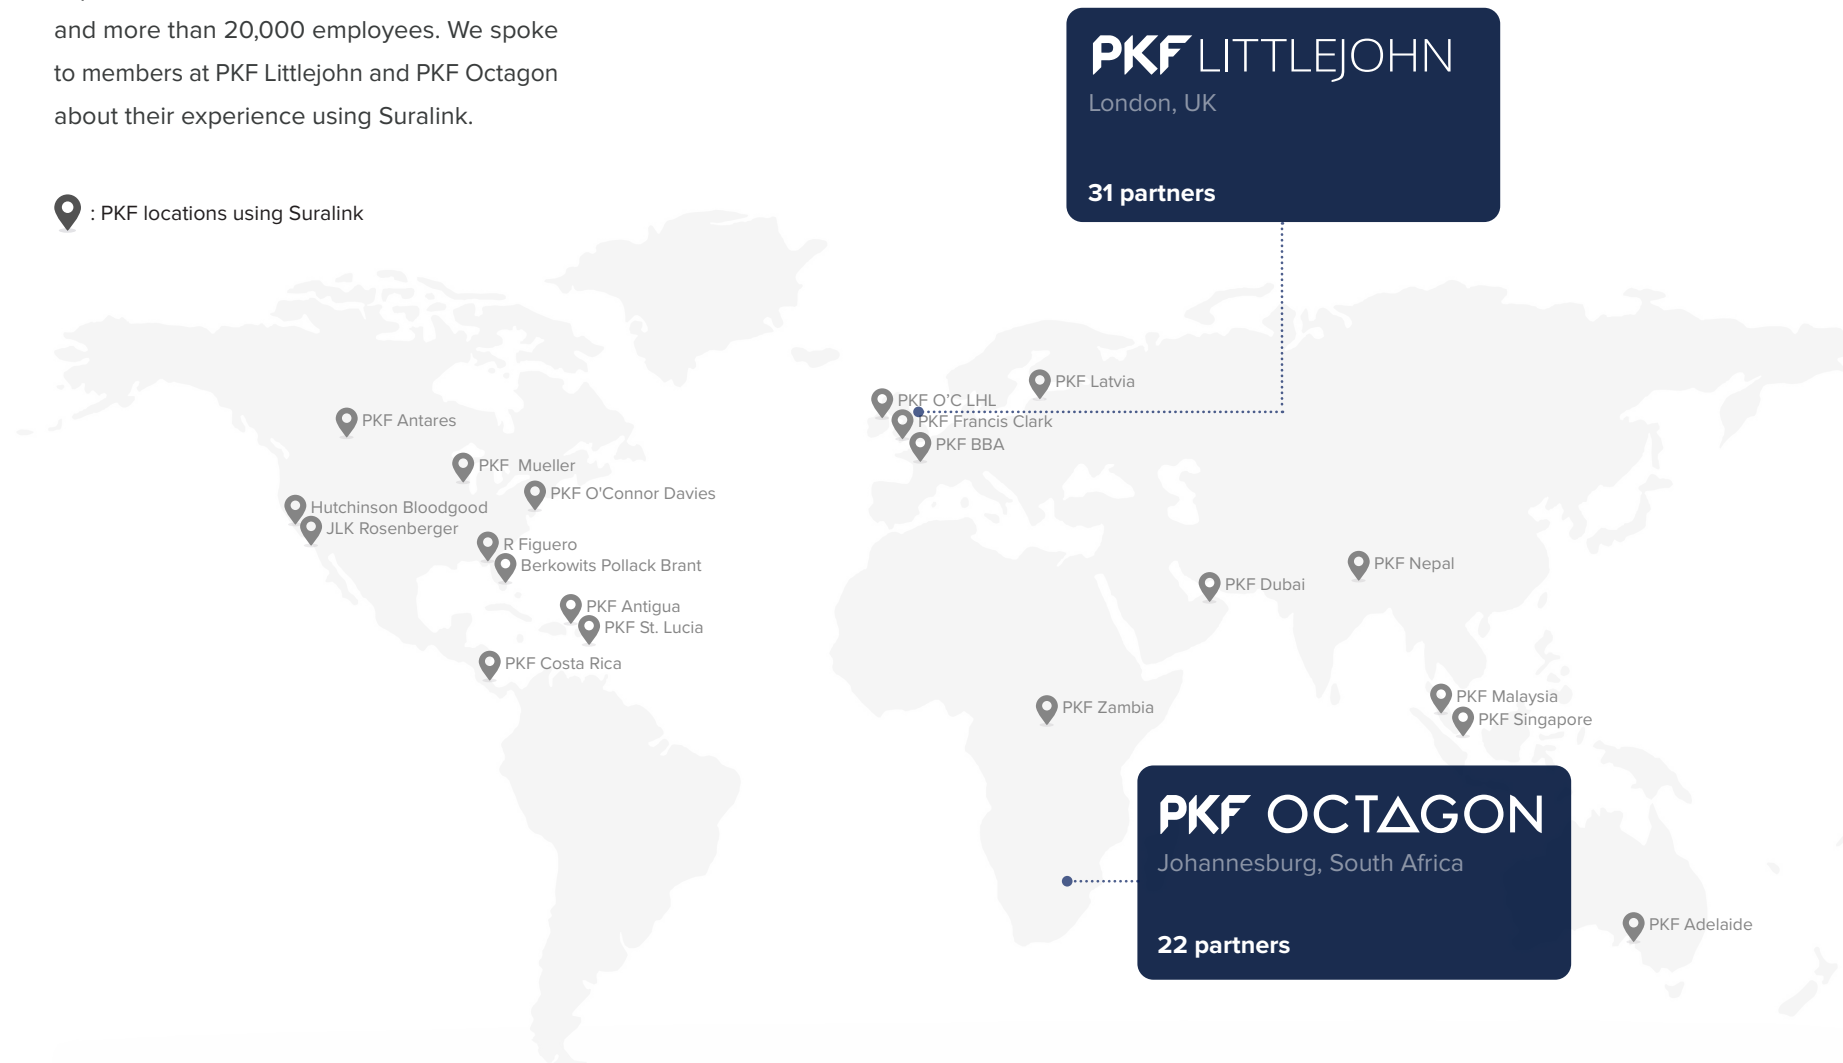 and more than 20,000 employees. We spoke
to members at PKF Littlejohn and PKF Octagon
about their experience using Suralink.
: PKF locations using Suralink
PKF LITTLEJOHN
London, UK
31 partners
PKF Latvia
PKF O'C LHL
PKF Francis Clark
PKF BBA
PKF Antares
PKF  Mueller
PKF O'Connor Davies
Hutchinson Bloodgood
JLK Rosenberger
R Figuero
Berkowits Pollack Brant
PKF Antigua
PKF St. Lucia
PKF Costa Rica
PKF Nepal
PKF Dubai
PKF Malaysia
PKF Singapore
PKF Zambia
PKF OCTAGON
Johannesburg, South Africa
22 partners
PKF Adelaide